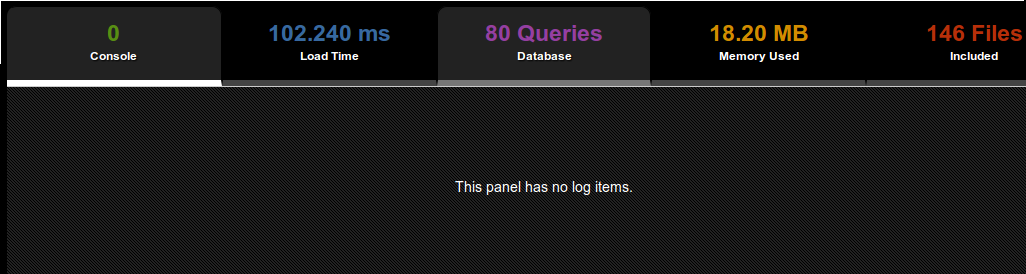 0
Console
102.240 ms
Load Time
80 Queries
Database
18.20 MB
Memory Used
146 Files
Included
This panel has no log items.